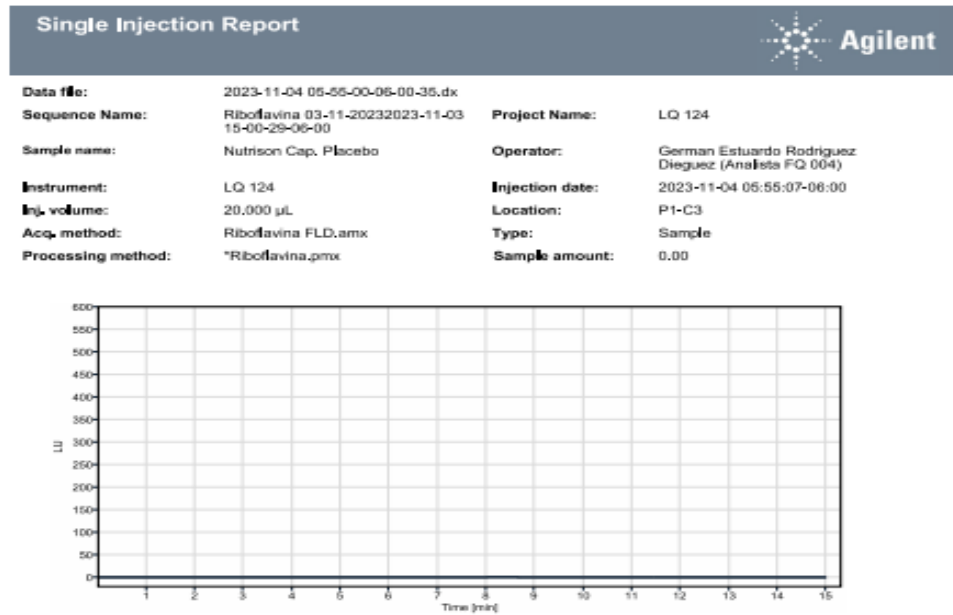 Single Injection Report
Agilent
Data file: 2023-11-04 05-55-00-06-00-35.dx
Sequence Name: Riboflavina 03-11-20232023-11-03 15-00-29-06-00 Project Name: LQ 124
Sample name: Nutrison Cap. Placebo Operator: German Estuardo Rodriguez Dieguez (Analista FQ 004)
Instrument: LQ 124 Injection date: 2023-11-04 05:55:07-06:00
Inj. volume: 20.000 µL Location: P1-C3
Acq. method: Riboflavina FLD.amx Type: Sample
Processing method: *Riboflavina.pmx Sample amount: 0.00
600
550
500
450
400
350
LU
300
250
200
150
100
50
0
1 2 3 4 5 6 7 8 9 10 11 12 13 14 15
Time [min]